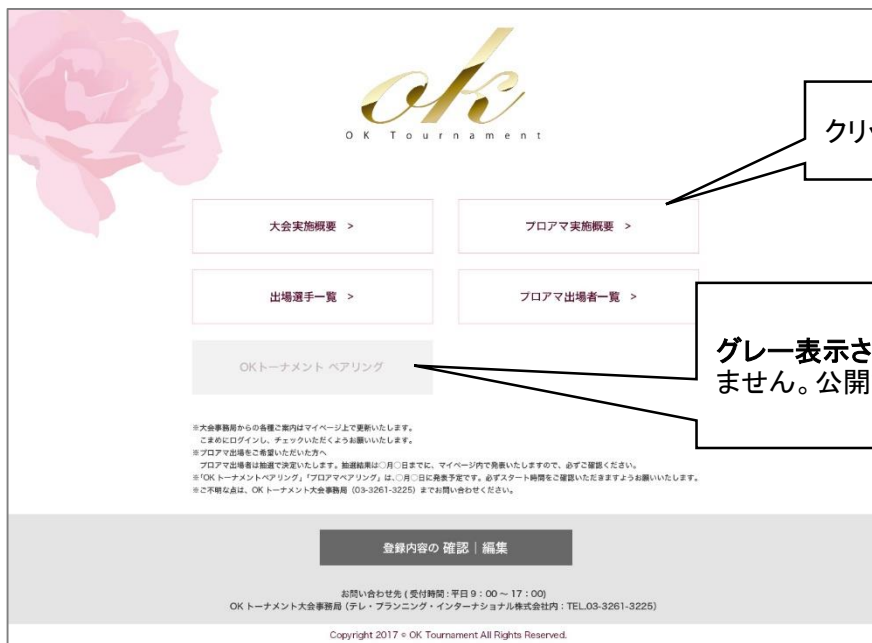 ok
OK Tournament
クリッ
大会実施概要 >
プロアマ実施概要 >
出場選手一覧 >
プロアマ出場者一覧 >
グレー表示さ
ません。公開
OKトーナメント ペアリング
※大会事務局からの各種ご案内はマイページ上で更新いたします。
こまめにログインし、チェックいただくようお願いいたします。
※プロアマ出場をご希望いただいた方へ
プロアマ出場者は抽選で決定いたします。抽選結果は○月○日までに、マイページ内で発表いたしますので、必ずご確認ください。
※「OKトーナメントペアリング」「プロアマペアリング」は、○月○日に発表予定です。必ずスタート時間をご確認いただきますようお願いいたします。
※ご不明な点は、OKトーナメント大会事務局（03-3261-3225）までお問い合わせください。
登録内容の 確認｜編集
お問い合わせ先 ( 受付時間 : 平日 9：00 ～ 17：00)
OK トーナメント大会事務局 (テレ・プランニング・インターナショナル株式会社内：TEL.03-3261-3225)
Copyright 2017 © OK Tournament All Rights Reserved.